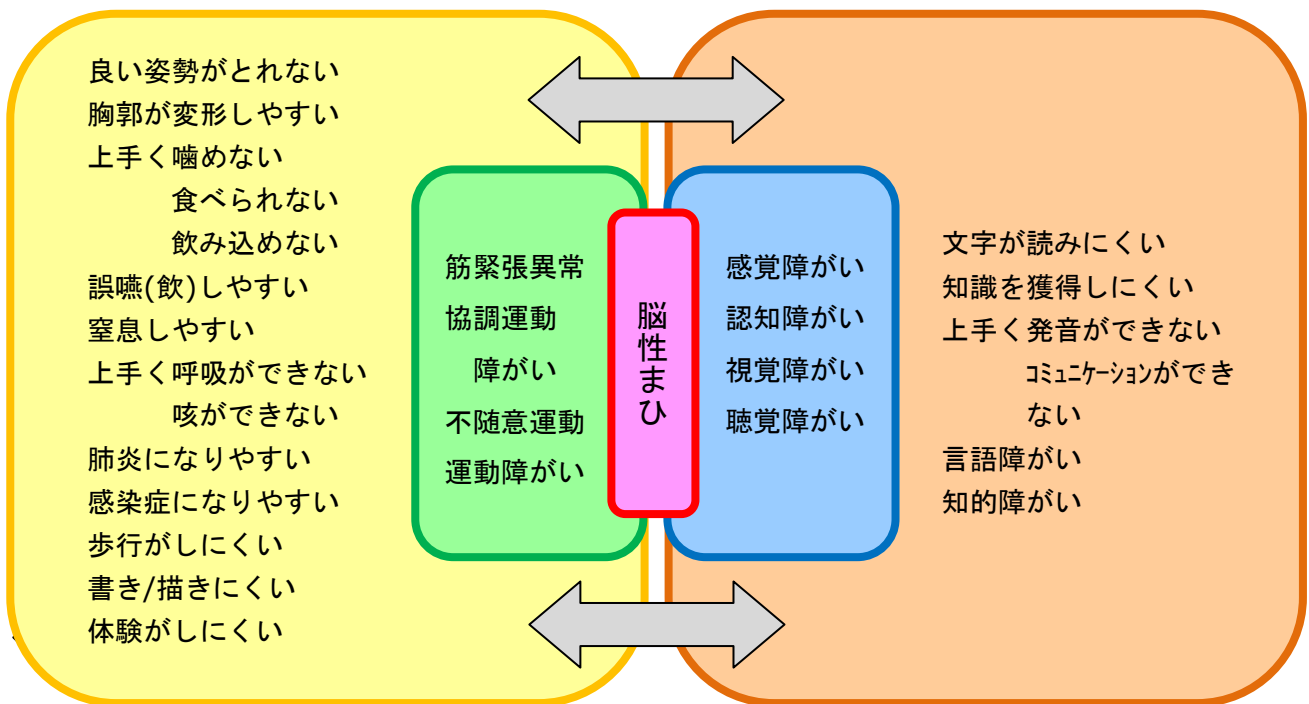 良い姿勢がとれない
胸郭が変形しやすい
上手く噛めない
食べられない
飲み込めない
誤嚥(飲)しやすい
窒息しやすい
上手く呼吸ができない
咳ができない
肺炎になりやすい
感染症になりやすい
歩行がしにくい
書き/描きにくい
体験がしにくい
筋緊張異常
協調運動
障がい
不随意運動
運動障がい
脳性まひ
感覚障がい
認知障がい
視覚障がい
聴覚障がい
文字が読みにくい
知識を獲得しにくい
上手く発音ができない
ｺﾐｭﾆｹｰｼｮﾝができ
ない
言語障がい
知的障がい